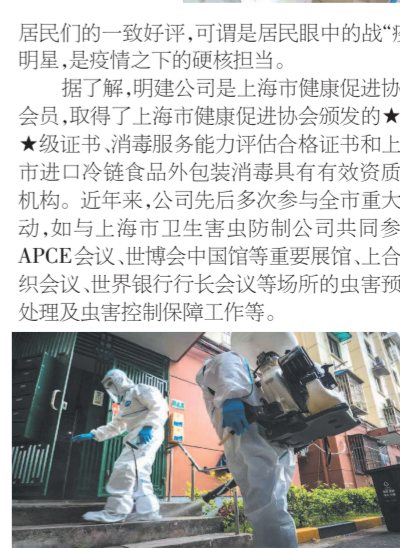 居民们的一致好评,可谓是居民眼中的战“疫
明星,是疫情之下的硬核担当。
据了解,明建公司是上海市健康促进协
会员,取得了上海市健康促进协会颁发的★
★级证书、消毒服务能力评估合格证书和上
市进口冷链食品外包装消毒具有有效资质
机构。近年来,公司先后多次参与全市重大
动,如与上海市卫生害虫防制公司共同参
APCE会议、世博会中国馆等重要展馆、上合
织会议、世界银行行长会议等场所的虫害预
处理及虫害控制保障工作等。